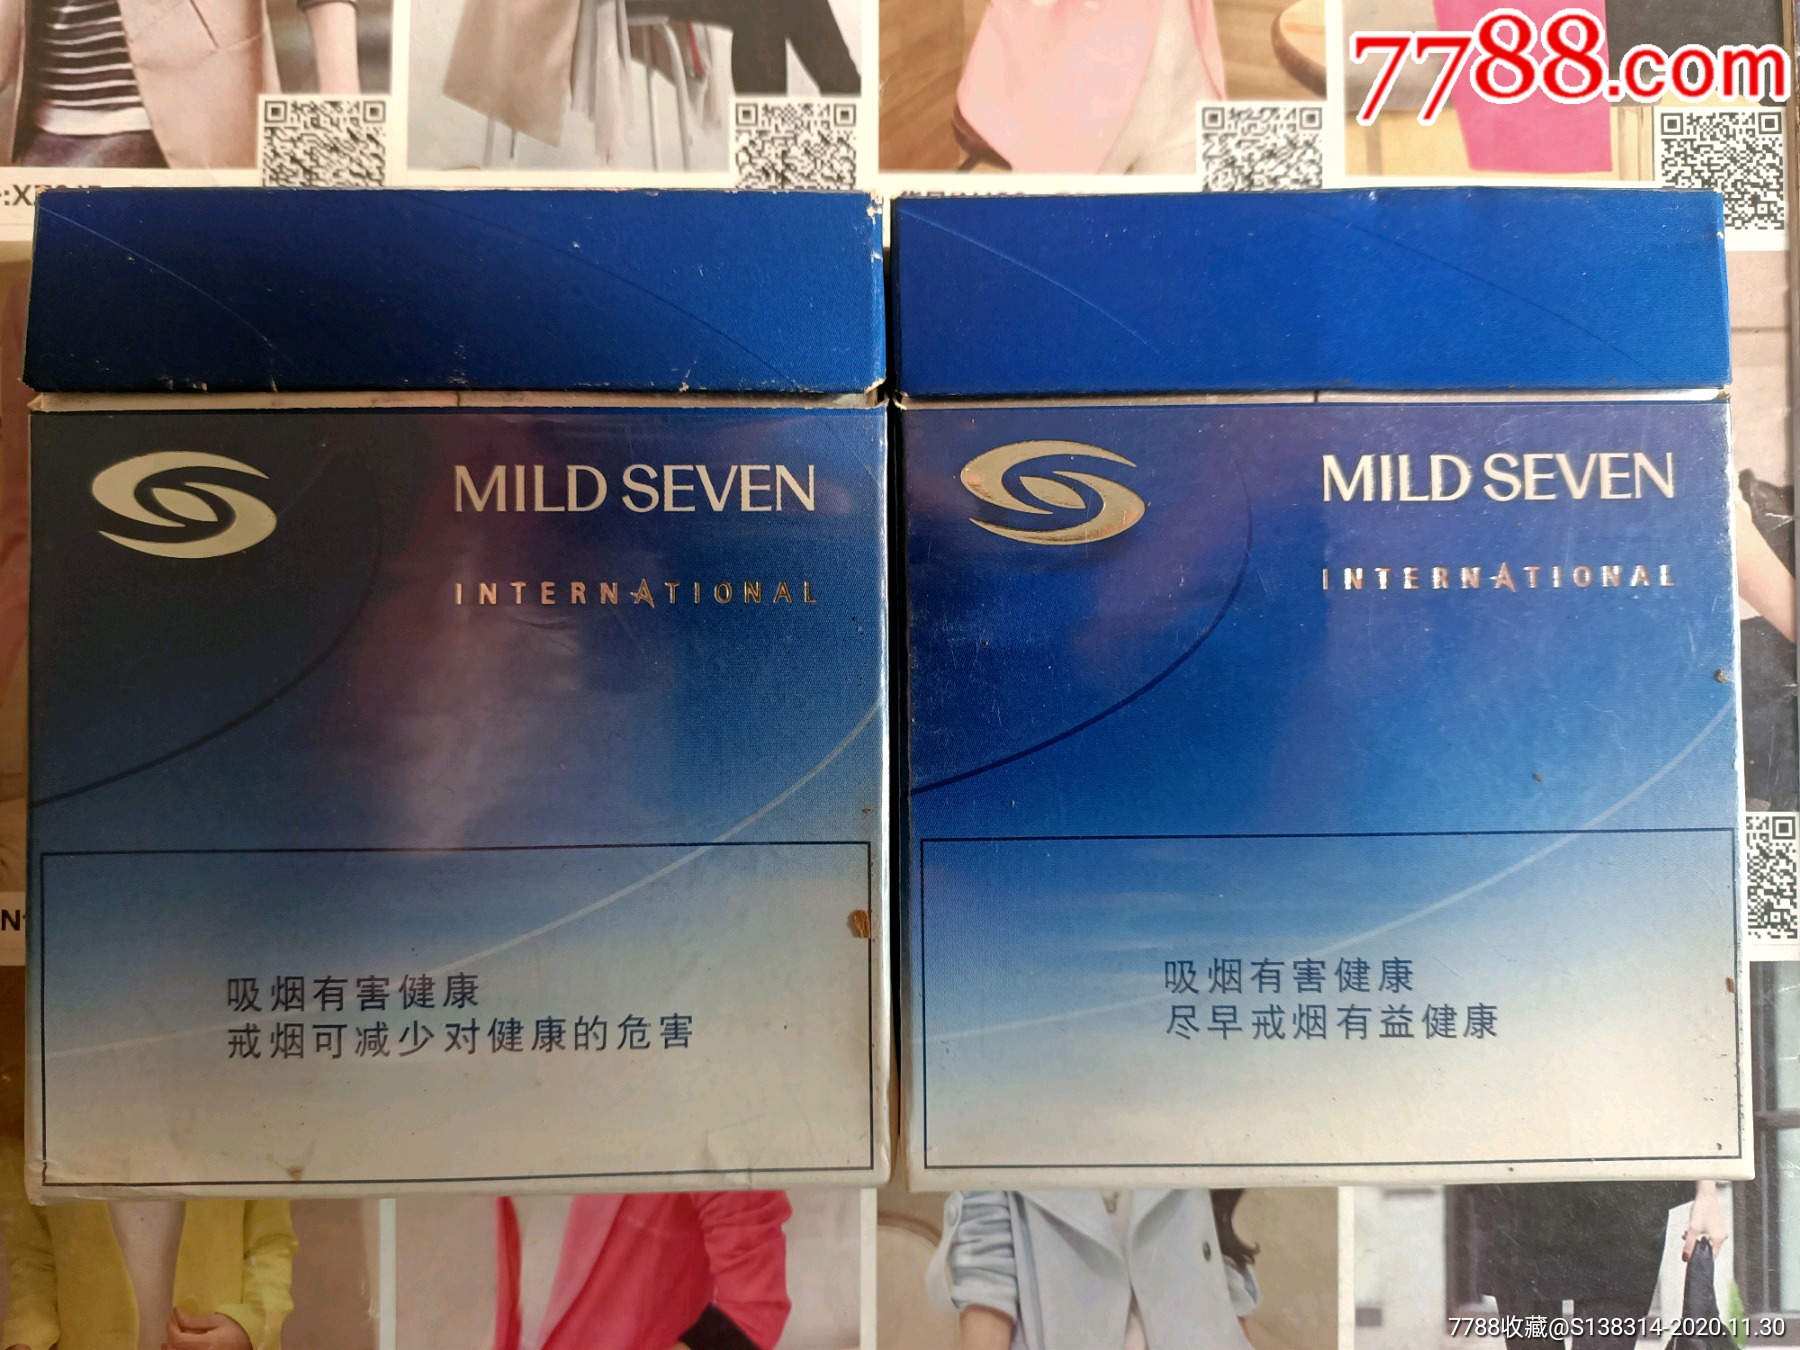 7788.com
MILD SEVEN
INTERNATIONAL
吸烟有害健康
戒烟可减少对健康的危害
MILD SEVEN
INTERNATIONAL
吸烟有害健康
尽早戒烟有益健康
7788收藏@S138314-2020.11.30